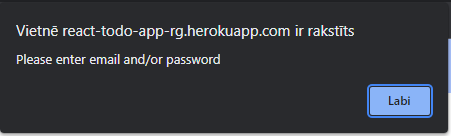 Vietnē react-todo-app-rg.herokuapp.com ir rakstīts
Please enter email and/or password
Labi